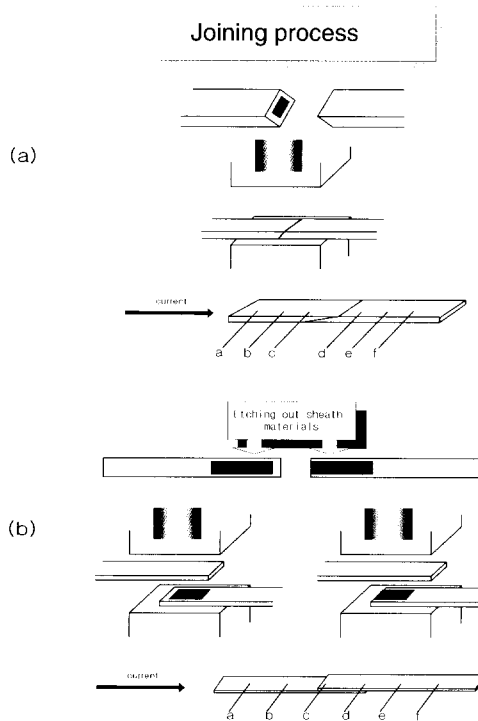 Joining process
(a)
current
a b c d e f
Etching out sheath
materials
(b)
current
a b c d e f